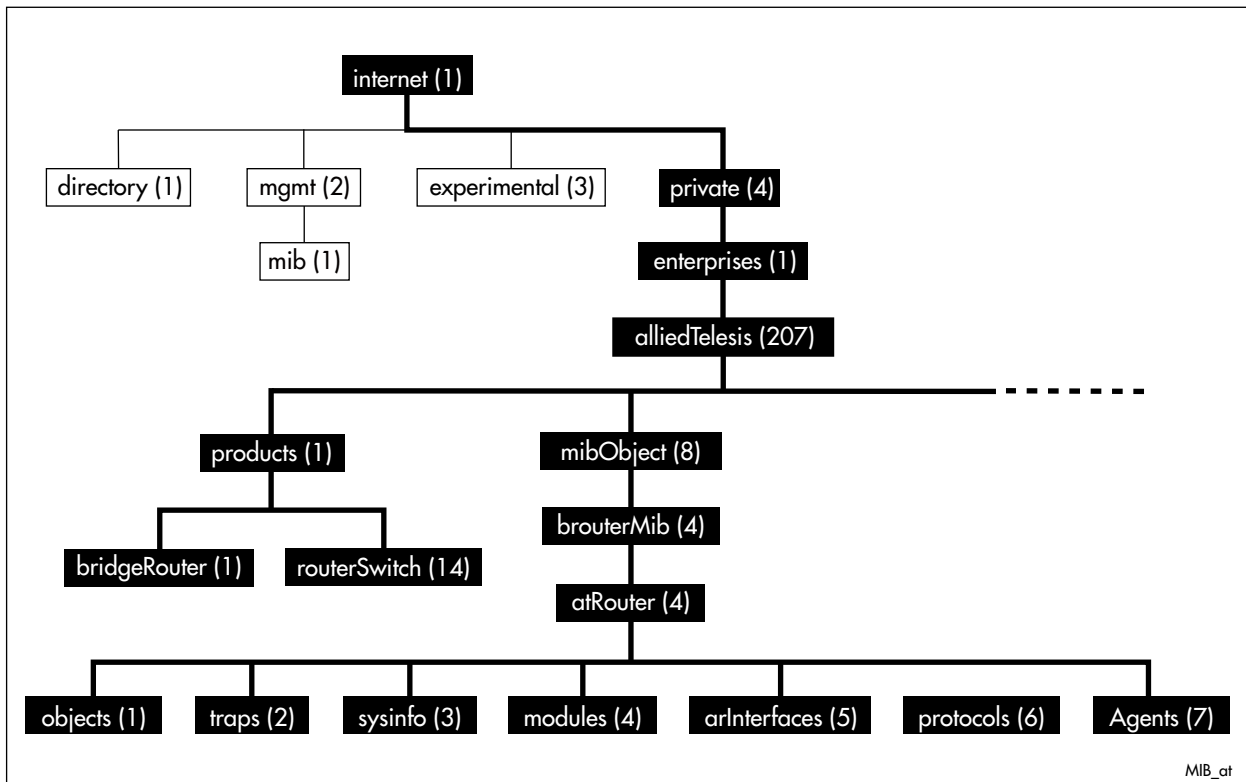 internet (1)
directory (1)
mgmt (2)
experimental (3)
private (4)
mib (1)
enterprises (1)
alliedTelesis (207)
products (1)
mibObject (8)
bridgeRouter (1)
routerSwitch (14)
brouterMib (4)
atRouter (4)
objects (1)
traps (2)
sysinfo (3)
modules (4)
arInterfaces (5)
protocols (6)
Agents (7)
MIB_at